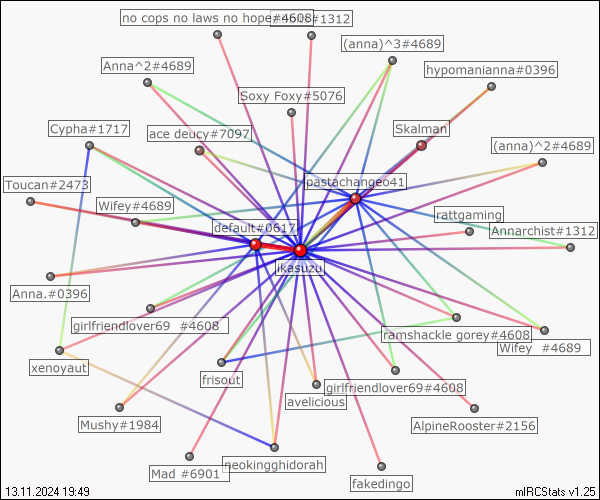 no cops no laws no hope#4608
#1312
(anna)^3#4689
Anna^2#4689
hypomanianna#0396
Soxy Foxy#5076
Cypha#1717
ace deucy#7097
Skalman
(anna)^2#4689
Toucan#2473
pastachangeo41
Wifey#4689
rattgaming
default#0617
Annarchist#1312
ikasuzu
Anna.#0396
girlfriendlover69 #4608
ramshackle gorey#4608
Wifey #4689
xenoyaut
frisout
girlfriendlover69#4608
avelicious
Mushy#1984
AlpineRooster#2156
Mad #6901
neokingghidorah
fakedingo
13.11.2024 19:49
mIRCStats v1.25